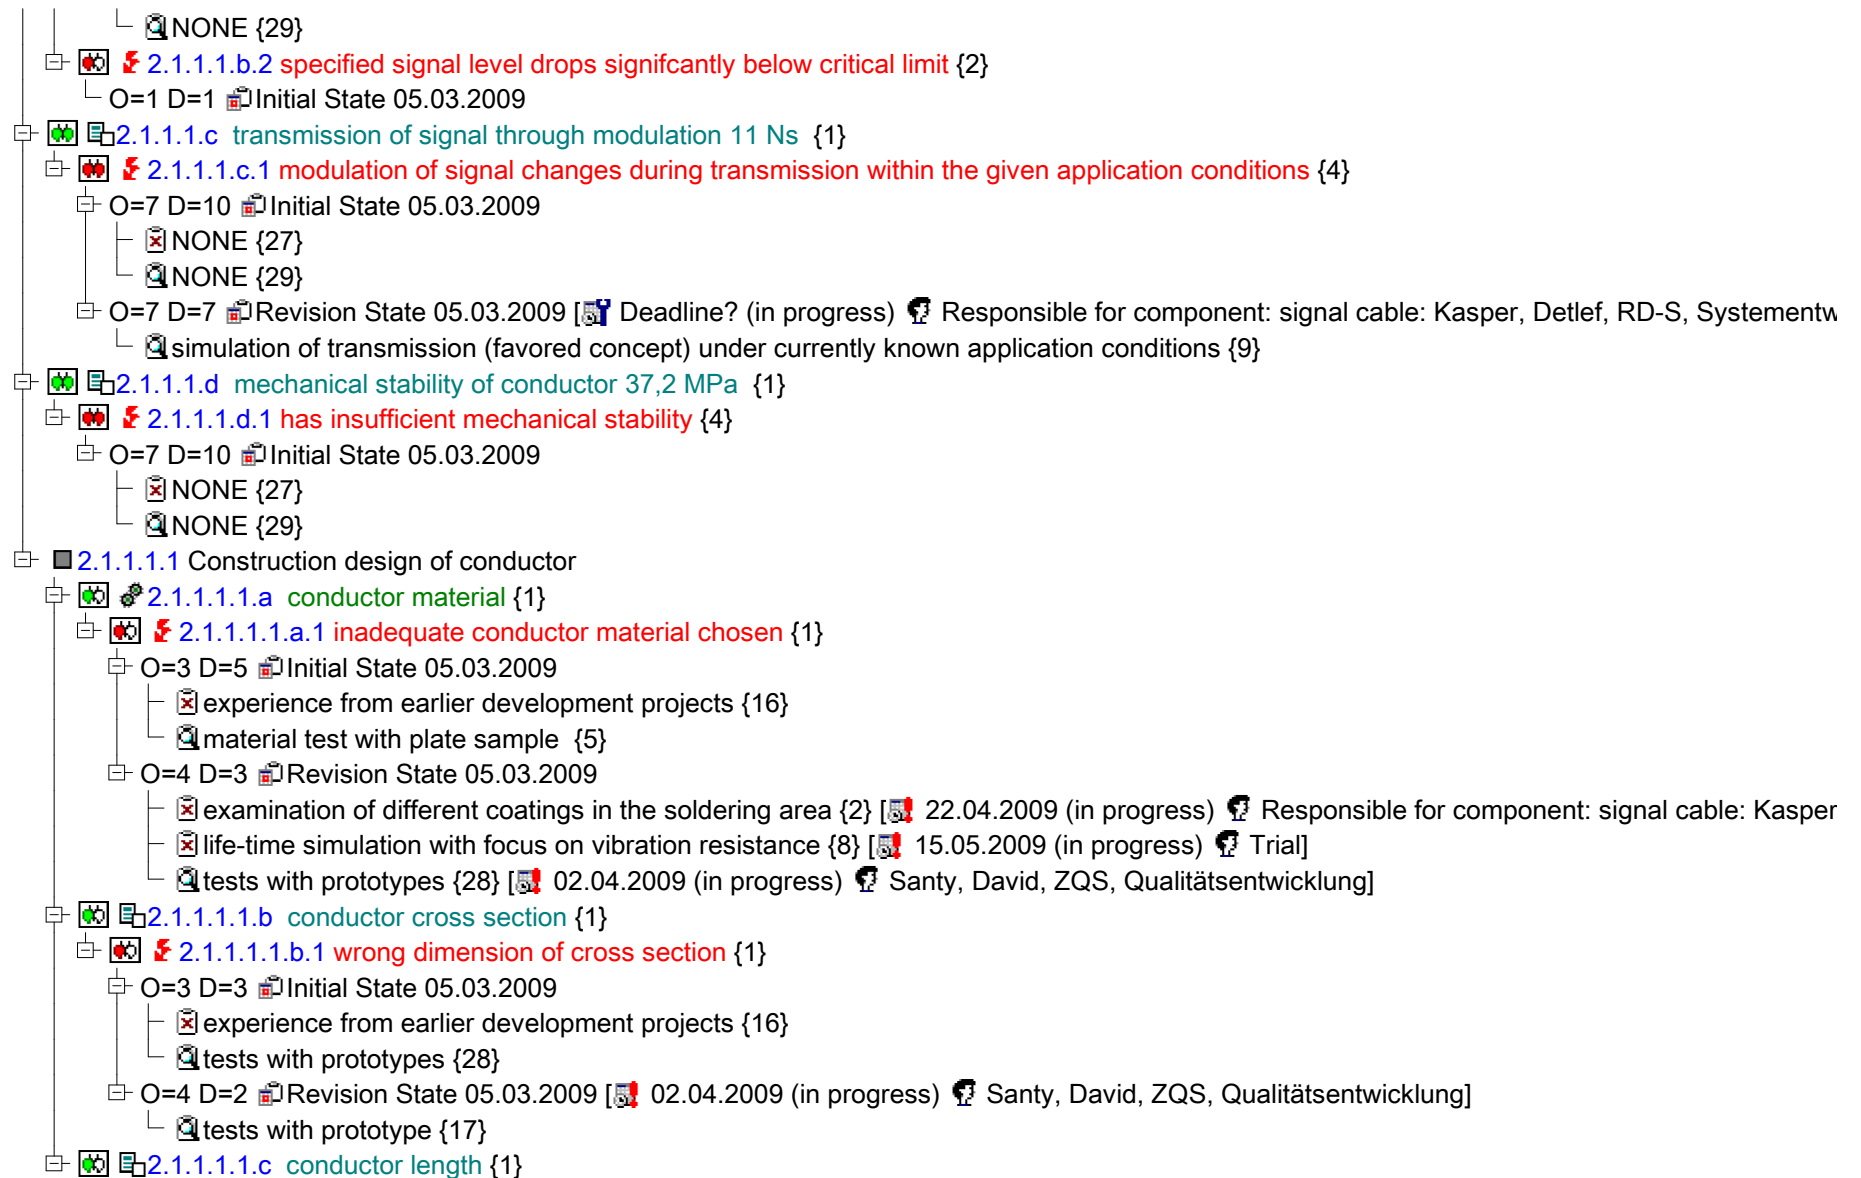 NONE {29}
2.1.1.1.b.2 specified signal level drops signifcantly below critical limit {2}
O=1 D=1 Initial State 05.03.2009
2.1.1.1.c transmission of signal through modulation 11 Ns {1}
2.1.1.1.c.1 modulation of signal changes during transmission within the given application conditions {4}
O=7 D=10 Initial State 05.03.2009
NONE {27}
NONE {29}
O=7 D=7 Revision State 05.03.2009 [ Deadline? (in progress) Responsible for component: signal cable: Kasper, Detlef, RD-S, Systementw
simulation of transmission (favored concept) under currently known application conditions {9}
2.1.1.1.d mechanical stability of conductor 37,2 MPa {1}
2.1.1.1.d.1 has insufficient mechanical stability {4}
O=7 D=10 Initial State 05.03.2009
NONE {27}
NONE {29}
2.1.1.1.1 Construction design of conductor
2.1.1.1.1.a conductor material {1}
2.1.1.1.1.a.1 inadequate conductor material chosen {1}
O=3 D=5 Initial State 05.03.2009
experience from earlier development projects {16}
material test with plate sample {5}
O=4 D=3 Revision State 05.03.2009
examination of different coatings in the soldering area {2} [ 22.04.2009 (in progress) Responsible for component: signal cable: Kasper
life-time simulation with focus on vibration resistance {8} [ 15.05.2009 (in progress) Trial]
tests with prototypes {28} [ 02.04.2009 (in progress) Santy, David, ZQS, Qualitätsentwicklung]
2.1.1.1.1.b conductor cross section {1}
2.1.1.1.1.b.1 wrong dimension of cross section {1}
O=3 D=3 Initial State 05.03.2009
experience from earlier development projects {16}
tests with prototypes {28}
O=4 D=2 Revision State 05.03.2009 [ 02.04.2009 (in progress) Santy, David, ZQS, Qualitätsentwicklung]
tests with prototype {17}
2.1.1.1.1.c conductor length {1}